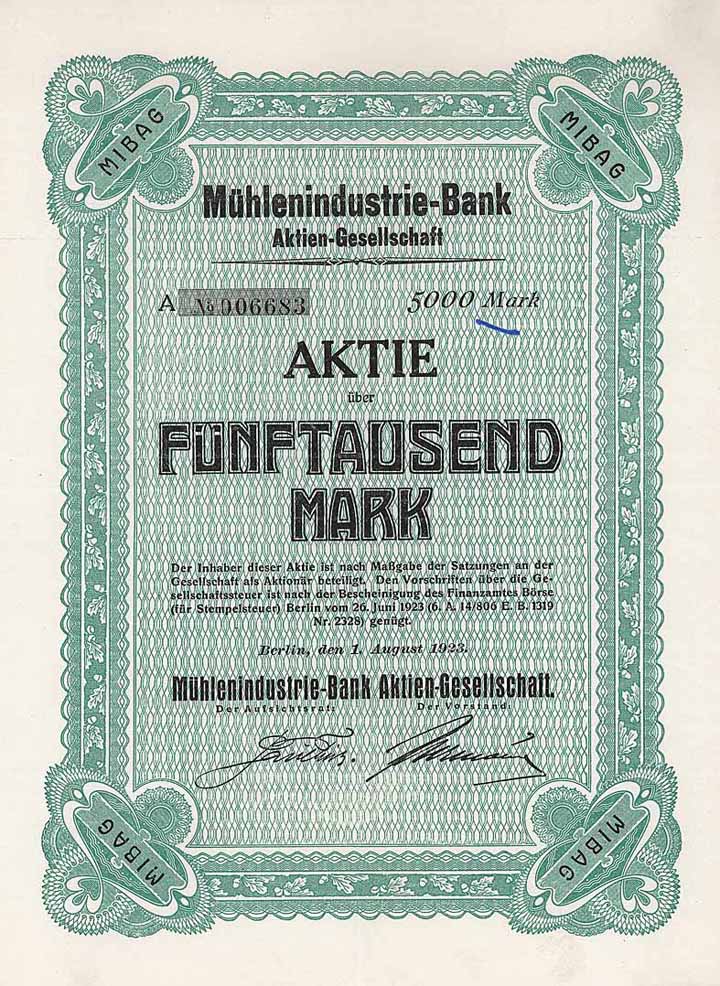 MIBAG MIBAG
Mühlenindustrie-Bank
Aktien-Gesellschaft
A № 006683 5000 Mark
AKTIE
über
FÜNFTAUSEND
MARK
Der Inhaber dieser Aktie ist nach Maßgabe der Satzungen an der
Gesellschaft als Aktionär beteiligt. Den Vorschriften über die Ge-
sellschaftssteuer ist nach der Bescheinigung des Finanzamtes Börse
(für Stempelsteuer) Berlin vom 26. Juni 1923 (6. A. 14/806 E. B. 1319
Nr. 2328) genügt.
Berlin, den 1. August 1923.
Mühlenindustrie-Bank Aktien-Gesellschaft.
Der Aufsichtsrat: Der Vorstand:
MIBAG MIBAG